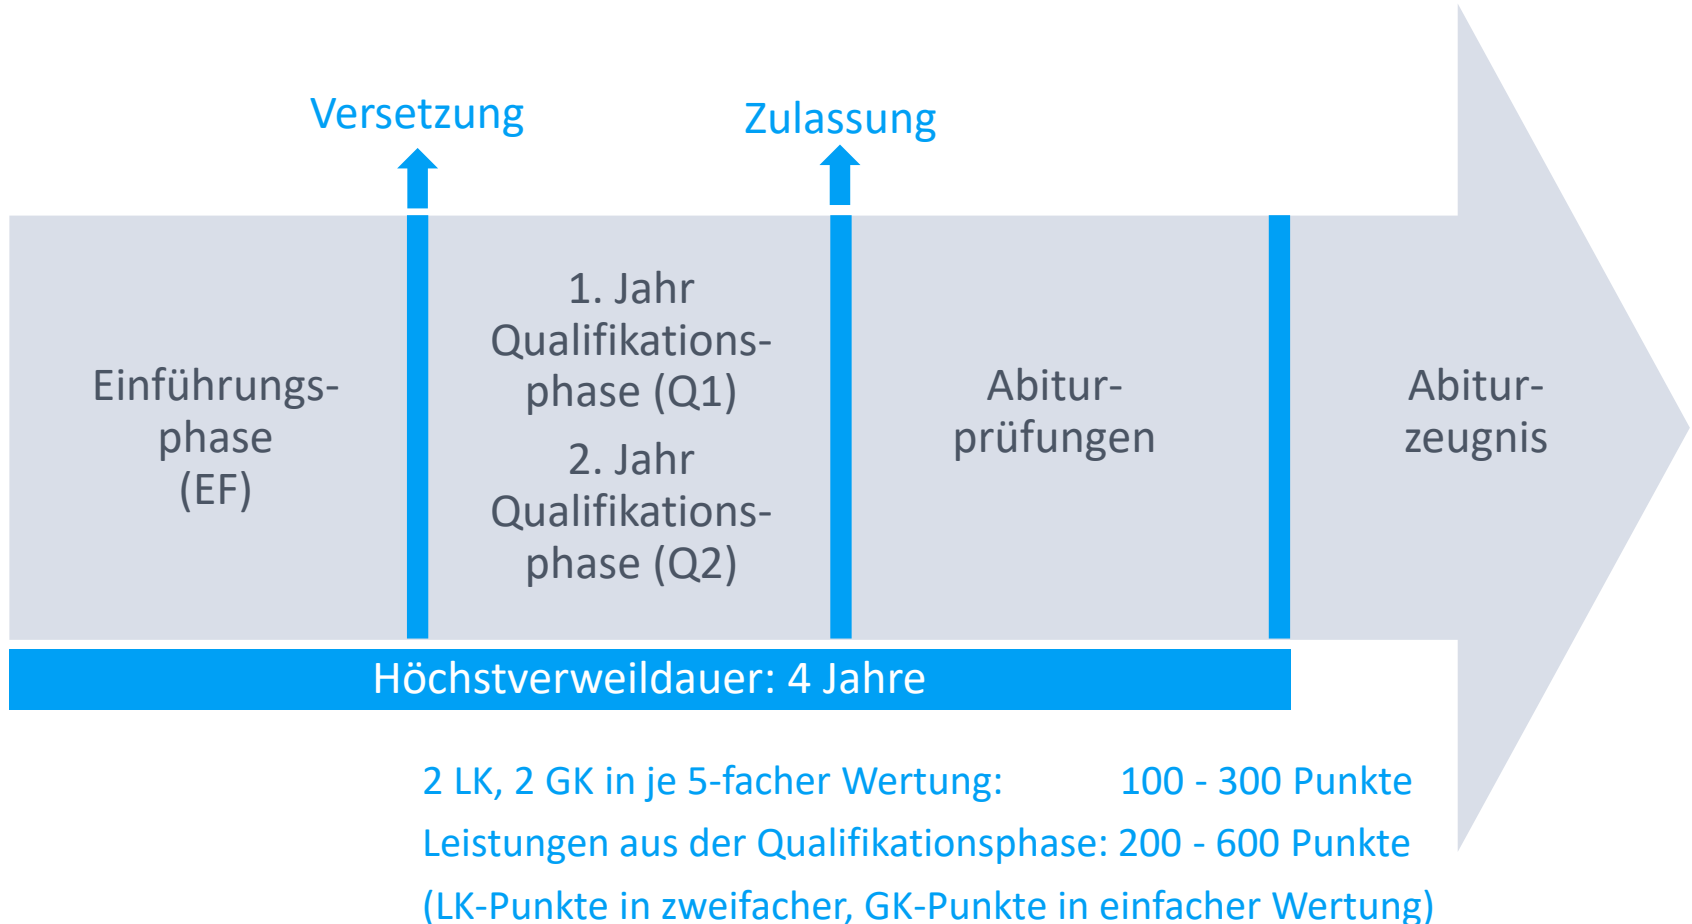 Versetzung
Zulassung
Einführungs-
phase
(EF)
1. Jahr
Qualifikations-
phase (Q1)
2. Jahr
Qualifikations-
phase (Q2)
Abitur-
prüfungen
Abitur-
zeugnis
Höchstverweildauer: 4 Jahre
2 LK, 2 GK in je 5-facher Wertung: 100 - 300 Punkte
Leistungen aus der Qualifikationsphase: 200 - 600 Punkte
(LK-Punkte in zweifacher, GK-Punkte in einfacher Wertung)